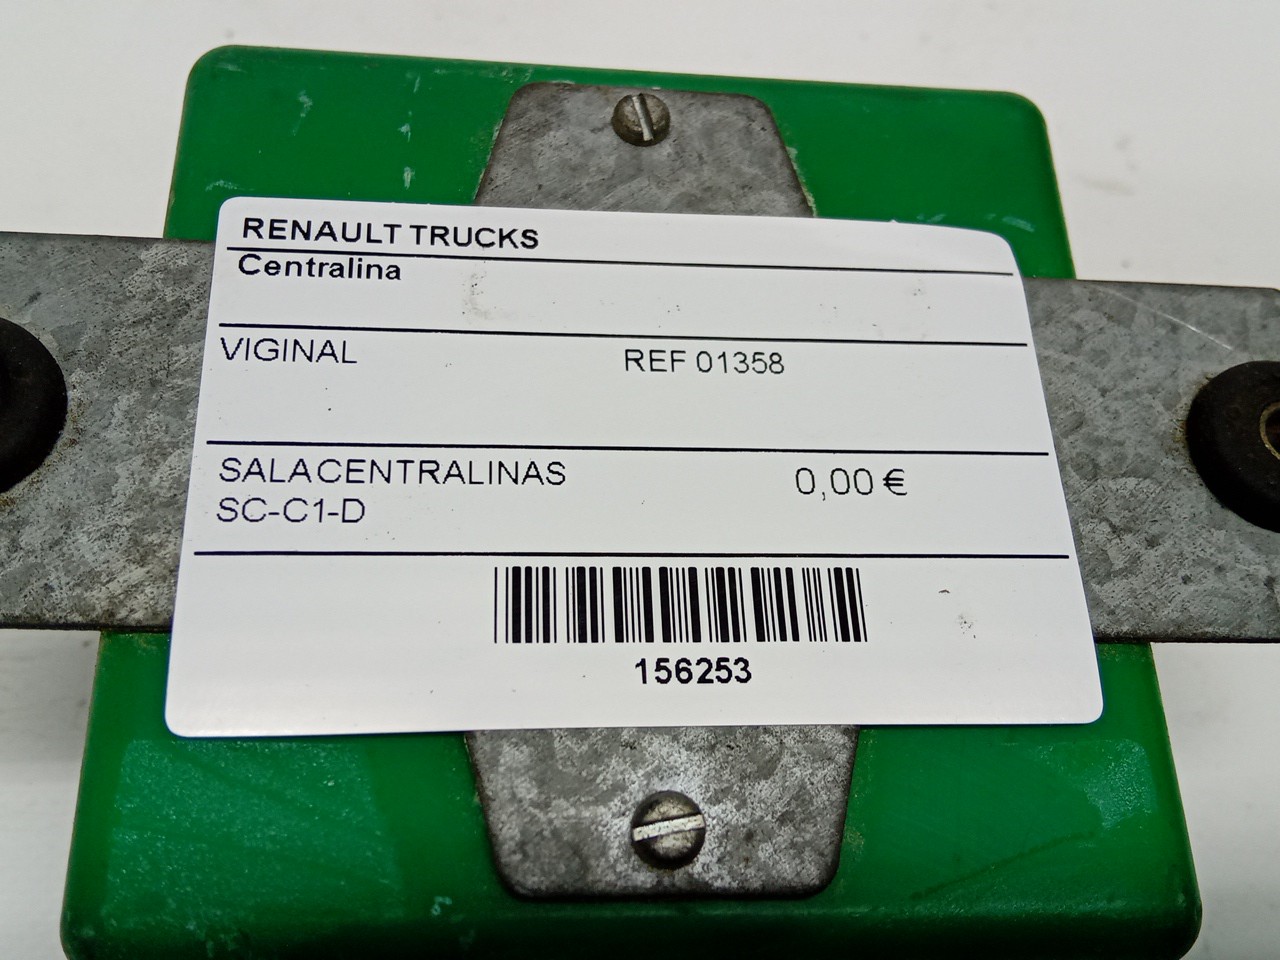 RENAULT TRUCKS
Centralina
VIGINAL REF 01358
SALACENTRALINAS 0,00 €
SC-C1-D
156253